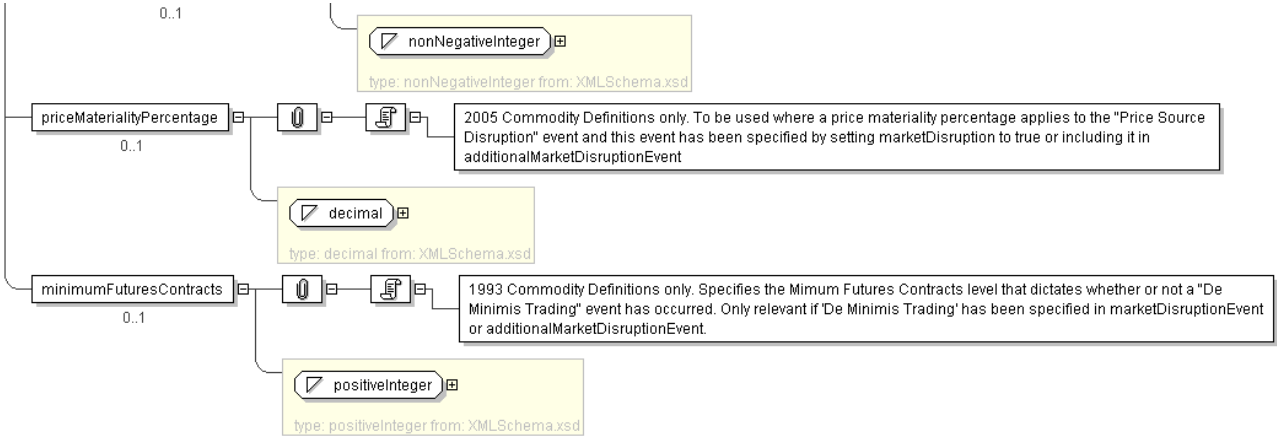 0..1
nonNegativeInteger
type: nonNegativeInteger from: XMLSchema.xsd
priceMaterialityPercentage
0..1
2005 Commodity Definitions only. To be used where a price materiality percentage applies to the "Price Source
Disruption" event and this event has been specified by setting marketDisruption to true or including it in
additionalMarketDisruptionEvent
decimal
type: decimal from: XMLSchema.xsd
minimumFuturesContracts
0..1
1993 Commodity Definitions only. Specifies the Mimum Futures Contracts level that dictates whether or not a "De
Minimis Trading" event has occurred. Only relevant if 'De Minimis Trading' has been specified in marketDisruptionEvent
or additionalMarketDisruptionEvent.
positiveInteger
type: positiveInteger from: XMLSchema.xsd